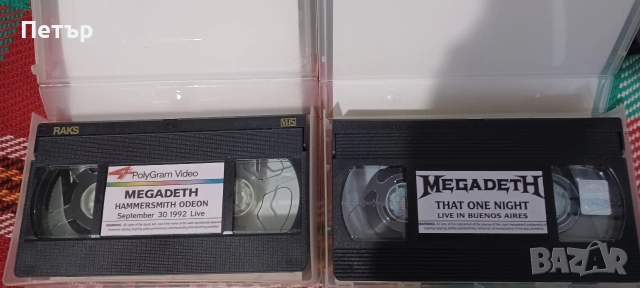 Петър
RAKS
VHS
PolyGram Video
MEGADETH
HAMMERSMITH ODEON
September 30 1992 Live
MEGADETH
THAT ONE NIGHT
LIVE IN BUENOS AIRES
BAZAR